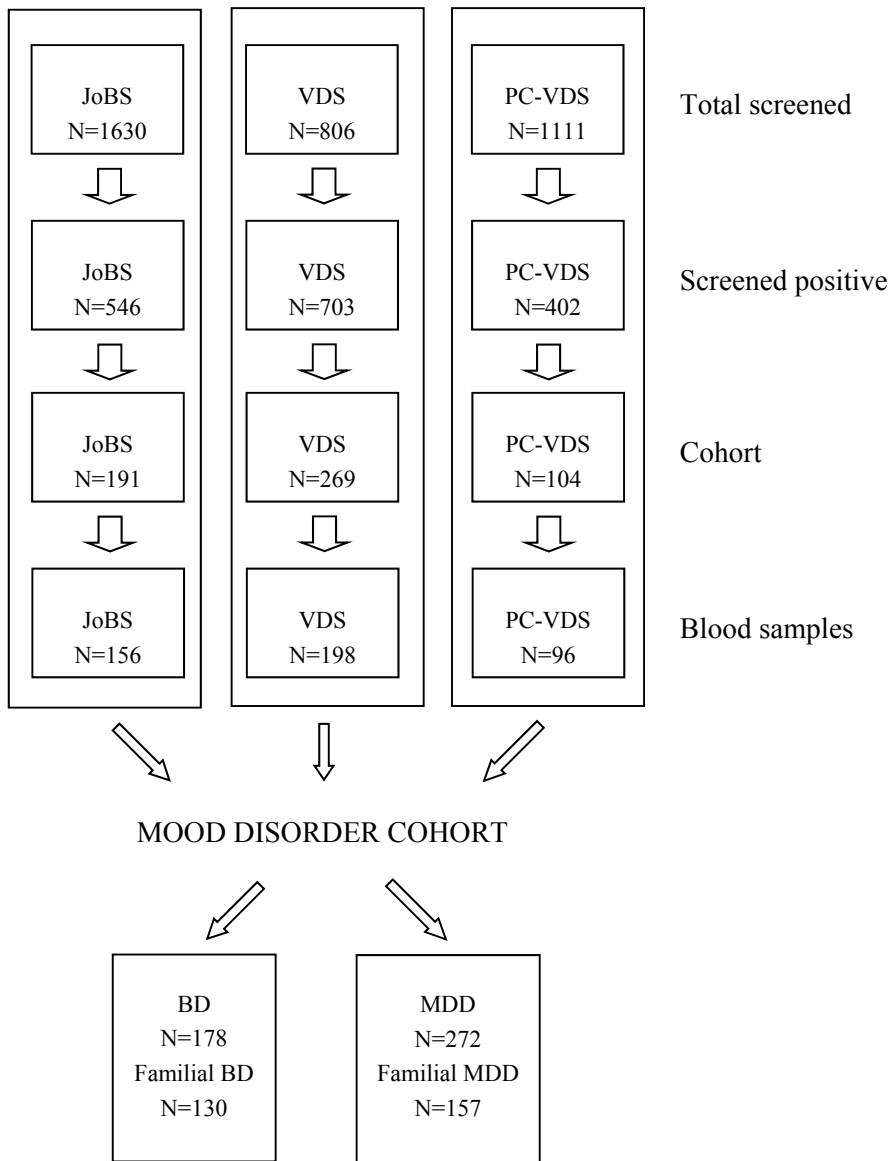 JoBS
N=1630
VDS
N=806
PC-VDS
N=1111
Total screened
JoBS
N=546
VDS
N=703
PC-VDS
N=402
Screened positive
JoBS
N=191
VDS
N=269
PC-VDS
N=104
Cohort
JoBS
N=156
VDS
N=198
PC-VDS
N=96
Blood samples
MOOD DISORDER COHORT
BD
N=178
Familial BD
N=130
MDD
N=272
Familial MDD
N=157